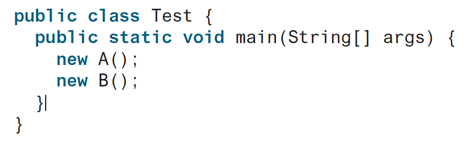 public class Test {
public static void main(String[] args) {
new A();
new B();
}
}